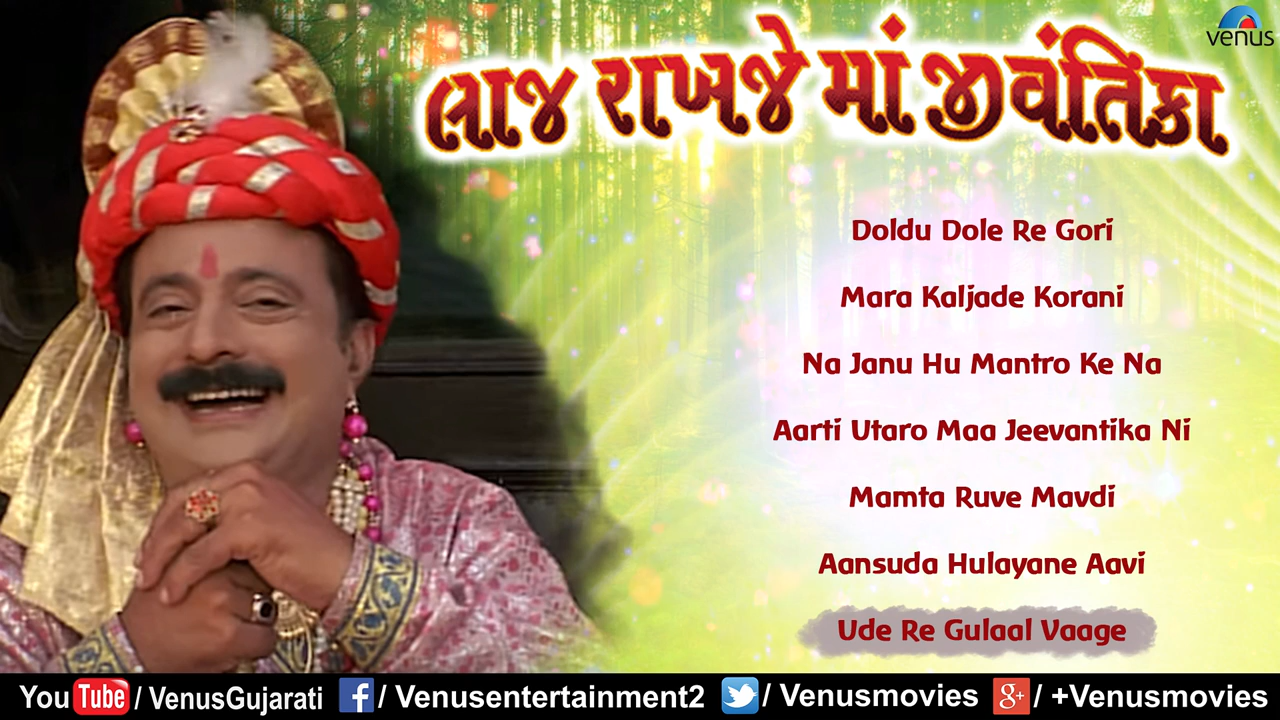 VENUS
લાજ રાખજે માં જીવંતિકા
Doldu Dole Re Gori
Mara Kaljade Korani
Na Janu Hu Mantro Ke Na
Aarti Utaro Maa Jeevantika Ni
Mamta Ruve Mavdi
Aansuda Hulayane Aavi
Ude Re Gulaal Vaage
You Tube / VenusGujarati f / Venusentertainment2 / Venusmovies g+ / +Venusmovies